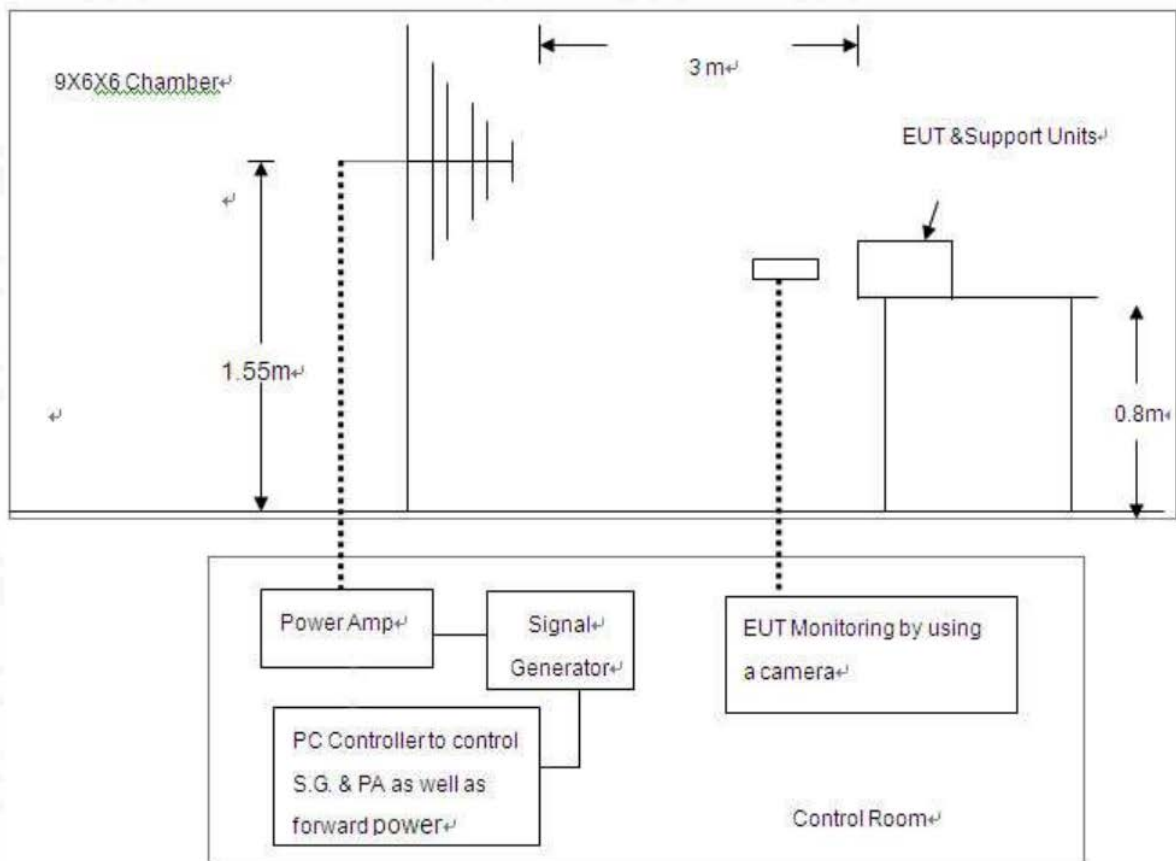 3 m
9X6X6 Chamber
EUT &Support Units
1.55m
0.8m
Power Amp
Signal
Generator
EUT Monitoring by using
a camera
PC Controller to control
S.G. & PA as well as
forward power
Control Room